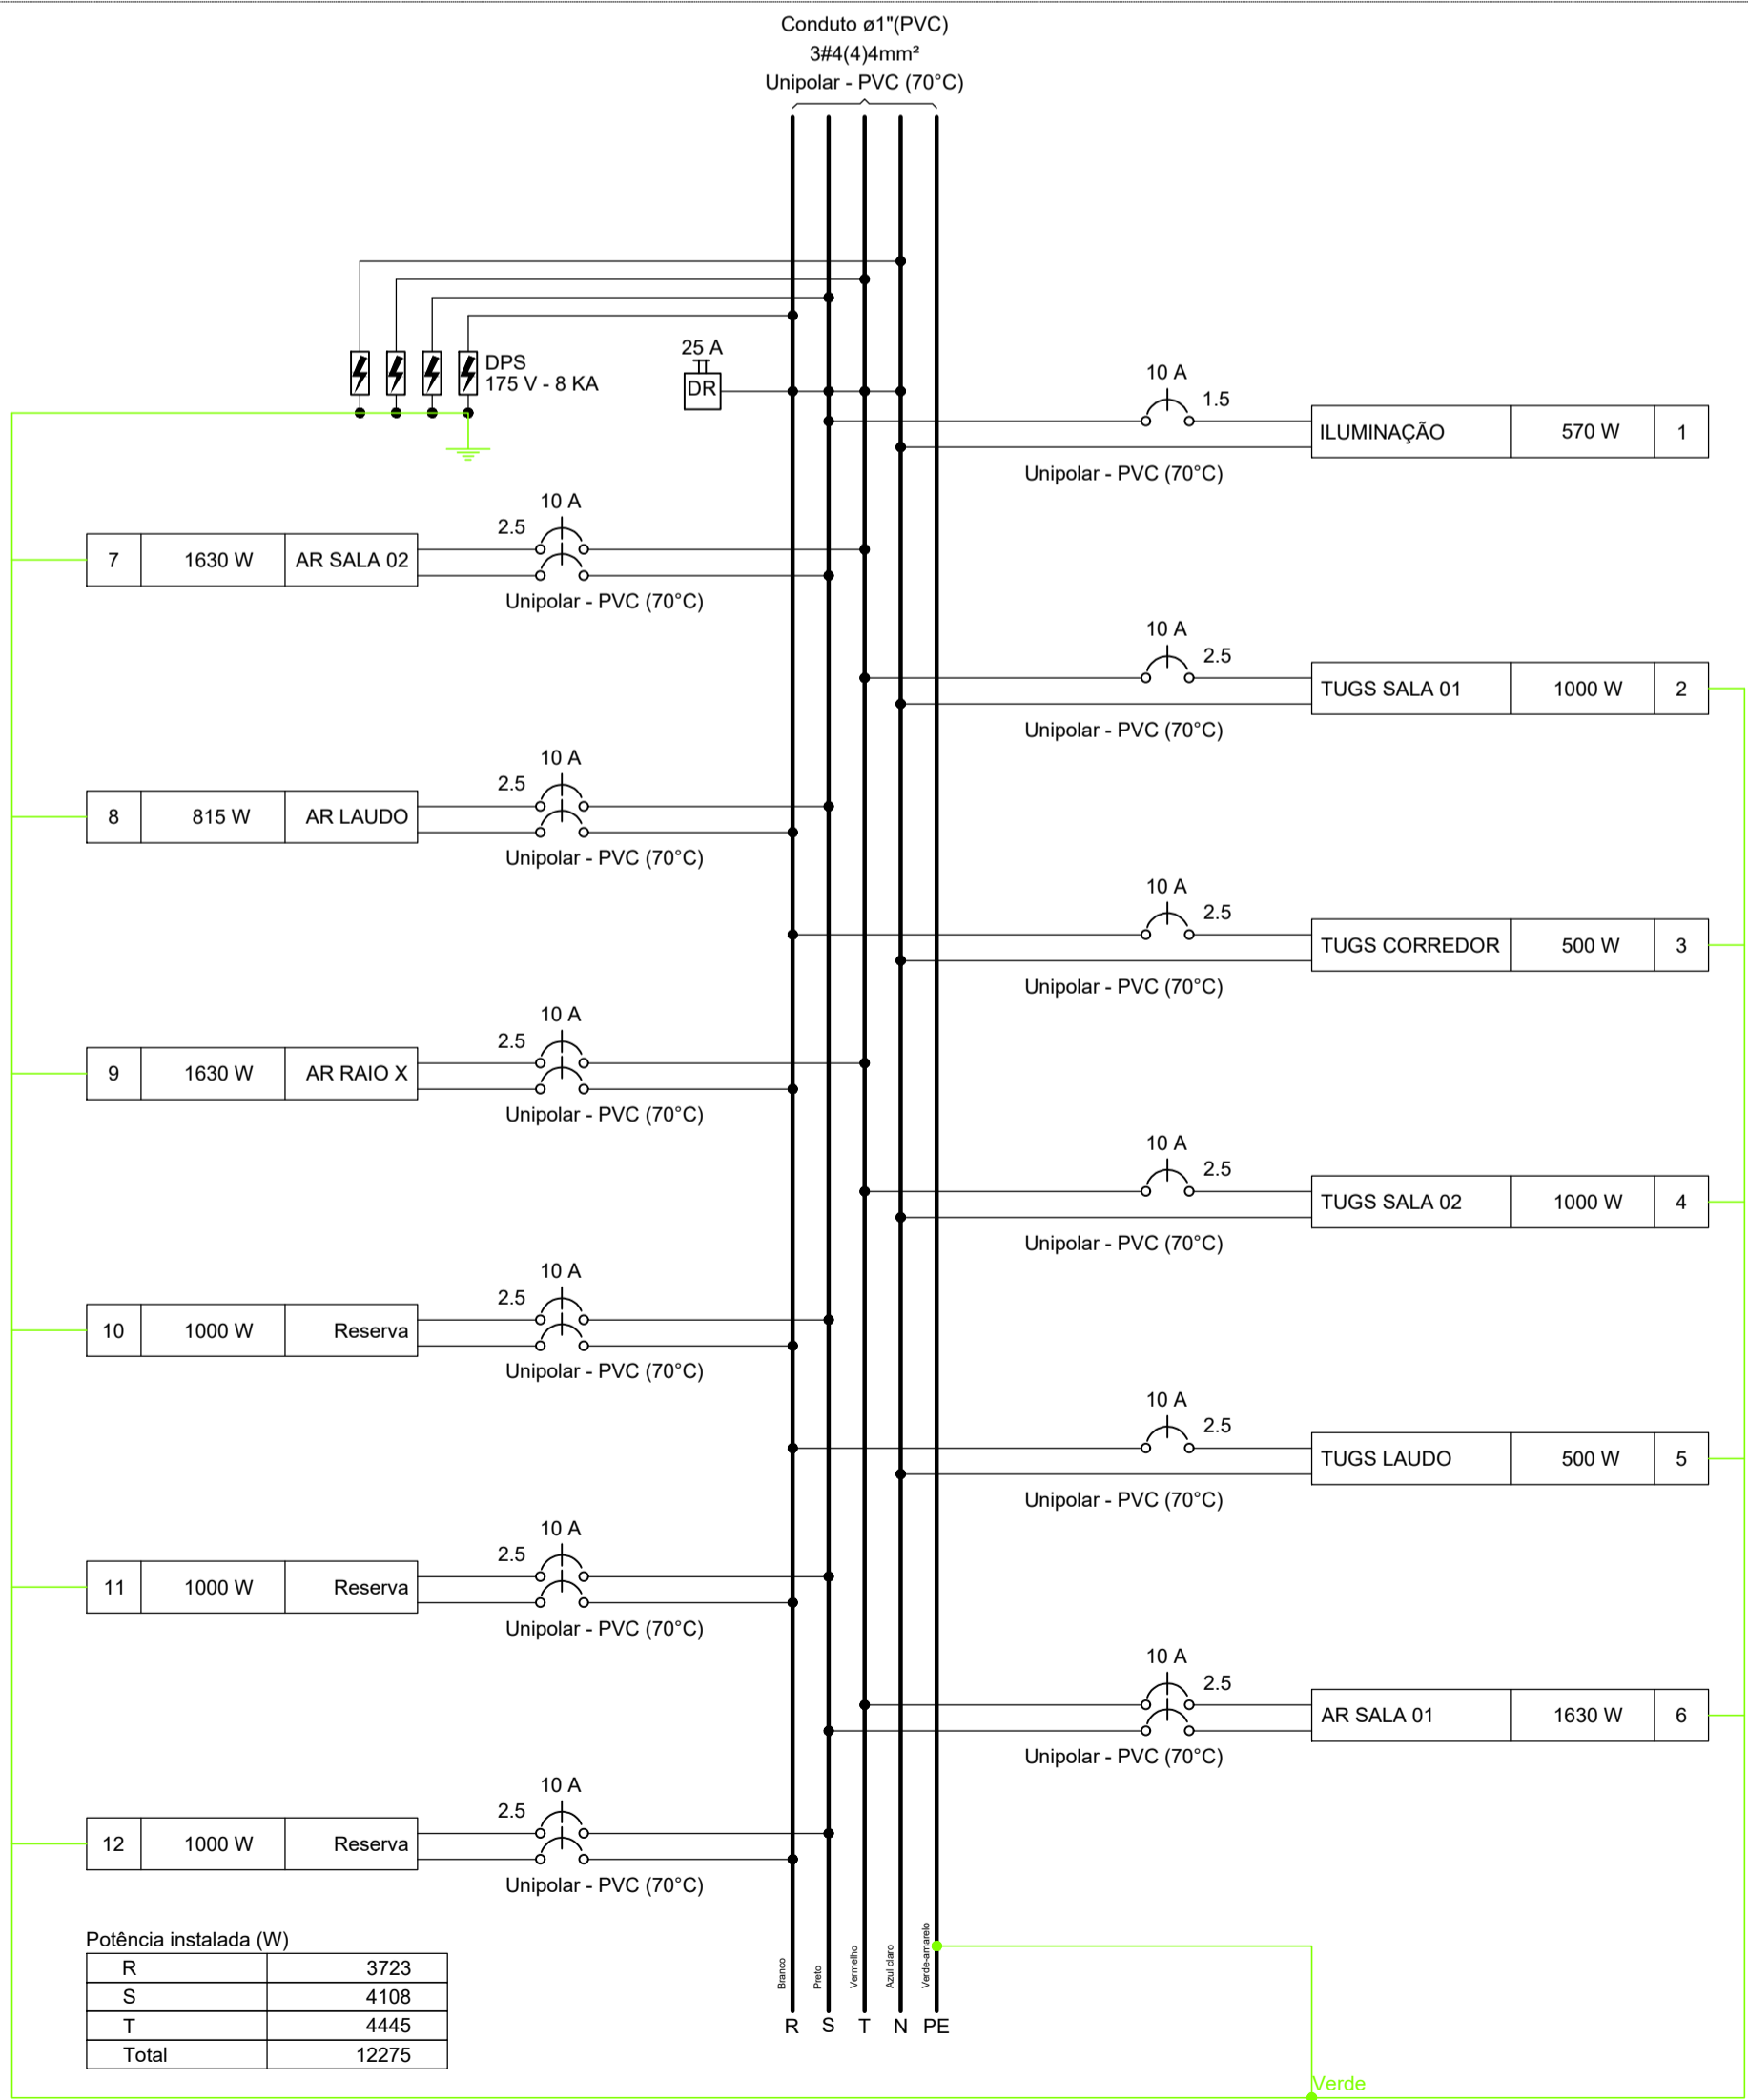 Conduto ø1"(PVC)
3#4(4)4mm²
Unipolar - PVC (70°C)
DPS
175 V - 8 KA
25 A
DR
10 A
1.5
ILUMINAÇÃO 570 W 1
Unipolar - PVC (70°C)
10 A
2.5
7 1630 W AR SALA 02
Unipolar - PVC (70°C)
10 A
2.5
TUGS SALA 01 1000 W 2
Unipolar - PVC (70°C)
10 A
2.5
8 815 W AR LAUDO
Unipolar - PVC (70°C)
10 A
2.5
TUGS CORREDOR 500 W 3
Unipolar - PVC (70°C)
10 A
2.5
9 1630 W AR RAIO X
Unipolar - PVC (70°C)
10 A
2.5
TUGS SALA 02 1000 W 4
Unipolar - PVC (70°C)
10 A
2.5
10 1000 W Reserva
Unipolar - PVC (70°C)
10 A
2.5
TUGS LAUDO 500 W 5
Unipolar - PVC (70°C)
10 A
2.5
11 1000 W Reserva
Unipolar - PVC (70°C)
10 A
2.5
AR SALA 01 1630 W 6
Unipolar - PVC (70°C)
10 A
2.5
12 1000 W Reserva
Unipolar - PVC (70°C)
Potência instalada (W)
R 3723
S 4108
T 4445
Total 12275
Branco
Preto
Vermelho
Azul claro
Verde-amarelo
R S T N PE
Verde